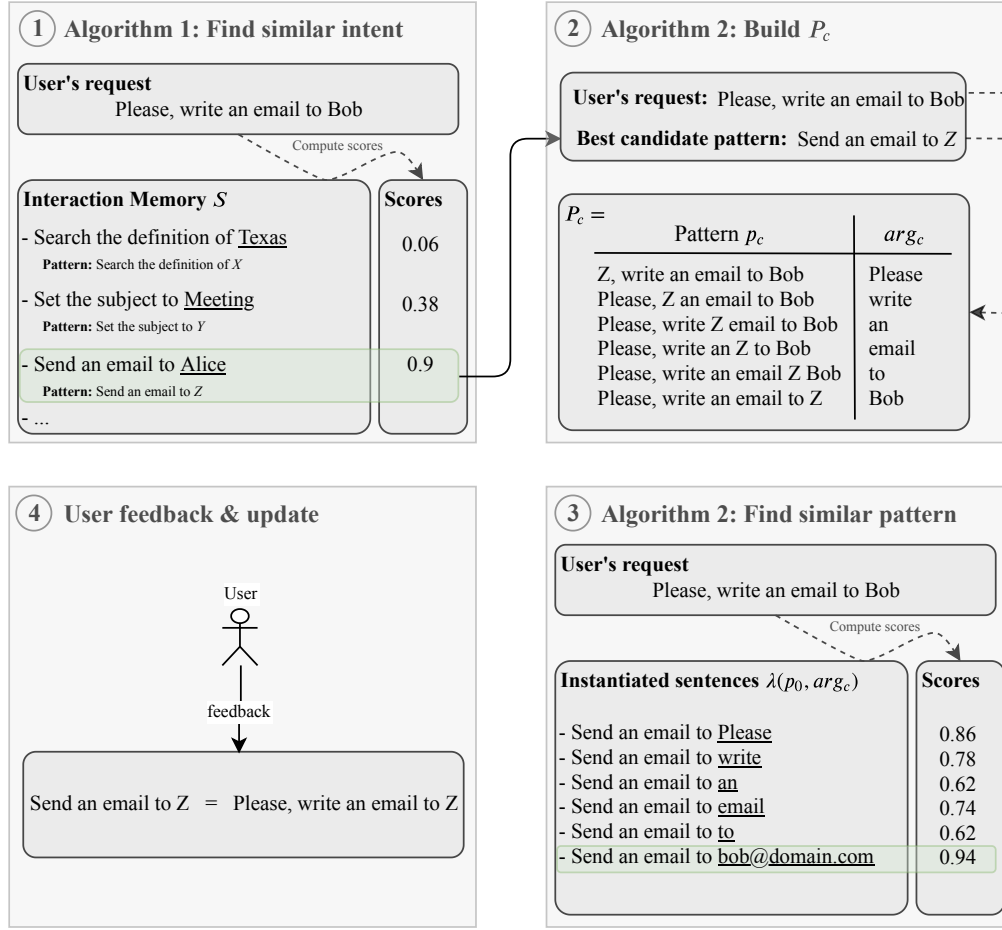 1 Algorithm 1: Find similar intent
User's request
Please, write an email to Bob
Compute scores
Interaction Memory S
Scores
- Search the definition of Texas
Pattern: Search the definition of X
0.06
- Set the subject to Meeting
Pattern: Set the subject to Y
0.38
- Send an email to Alice
Pattern: Send an email to Z
0.9
- ...
2 Algorithm 2: Build P_c
User's request: Please, write an email to Bob
Best candidate pattern: Send an email to Z
P_c =
Pattern p_c arg_c
Z, write an email to Bob Please
Please, Z an email to Bob write
Please, write Z email to Bob an
Please, write an Z to Bob email
Please, write an email Z Bob to
Please, write an email to Z Bob
4 User feedback & update
User
feedback
Send an email to Z = Please, write an email to Z
3 Algorithm 2: Find similar pattern
User's request
Please, write an email to Bob
Compute scores
Instantiated sentences λ(p_0, arg_c)
Scores
- Send an email to Please 0.86
- Send an email to write 0.78
- Send an email to an 0.62
- Send an email to email 0.74
- Send an email to to 0.62
- Send an email to bob@domain.com 0.94